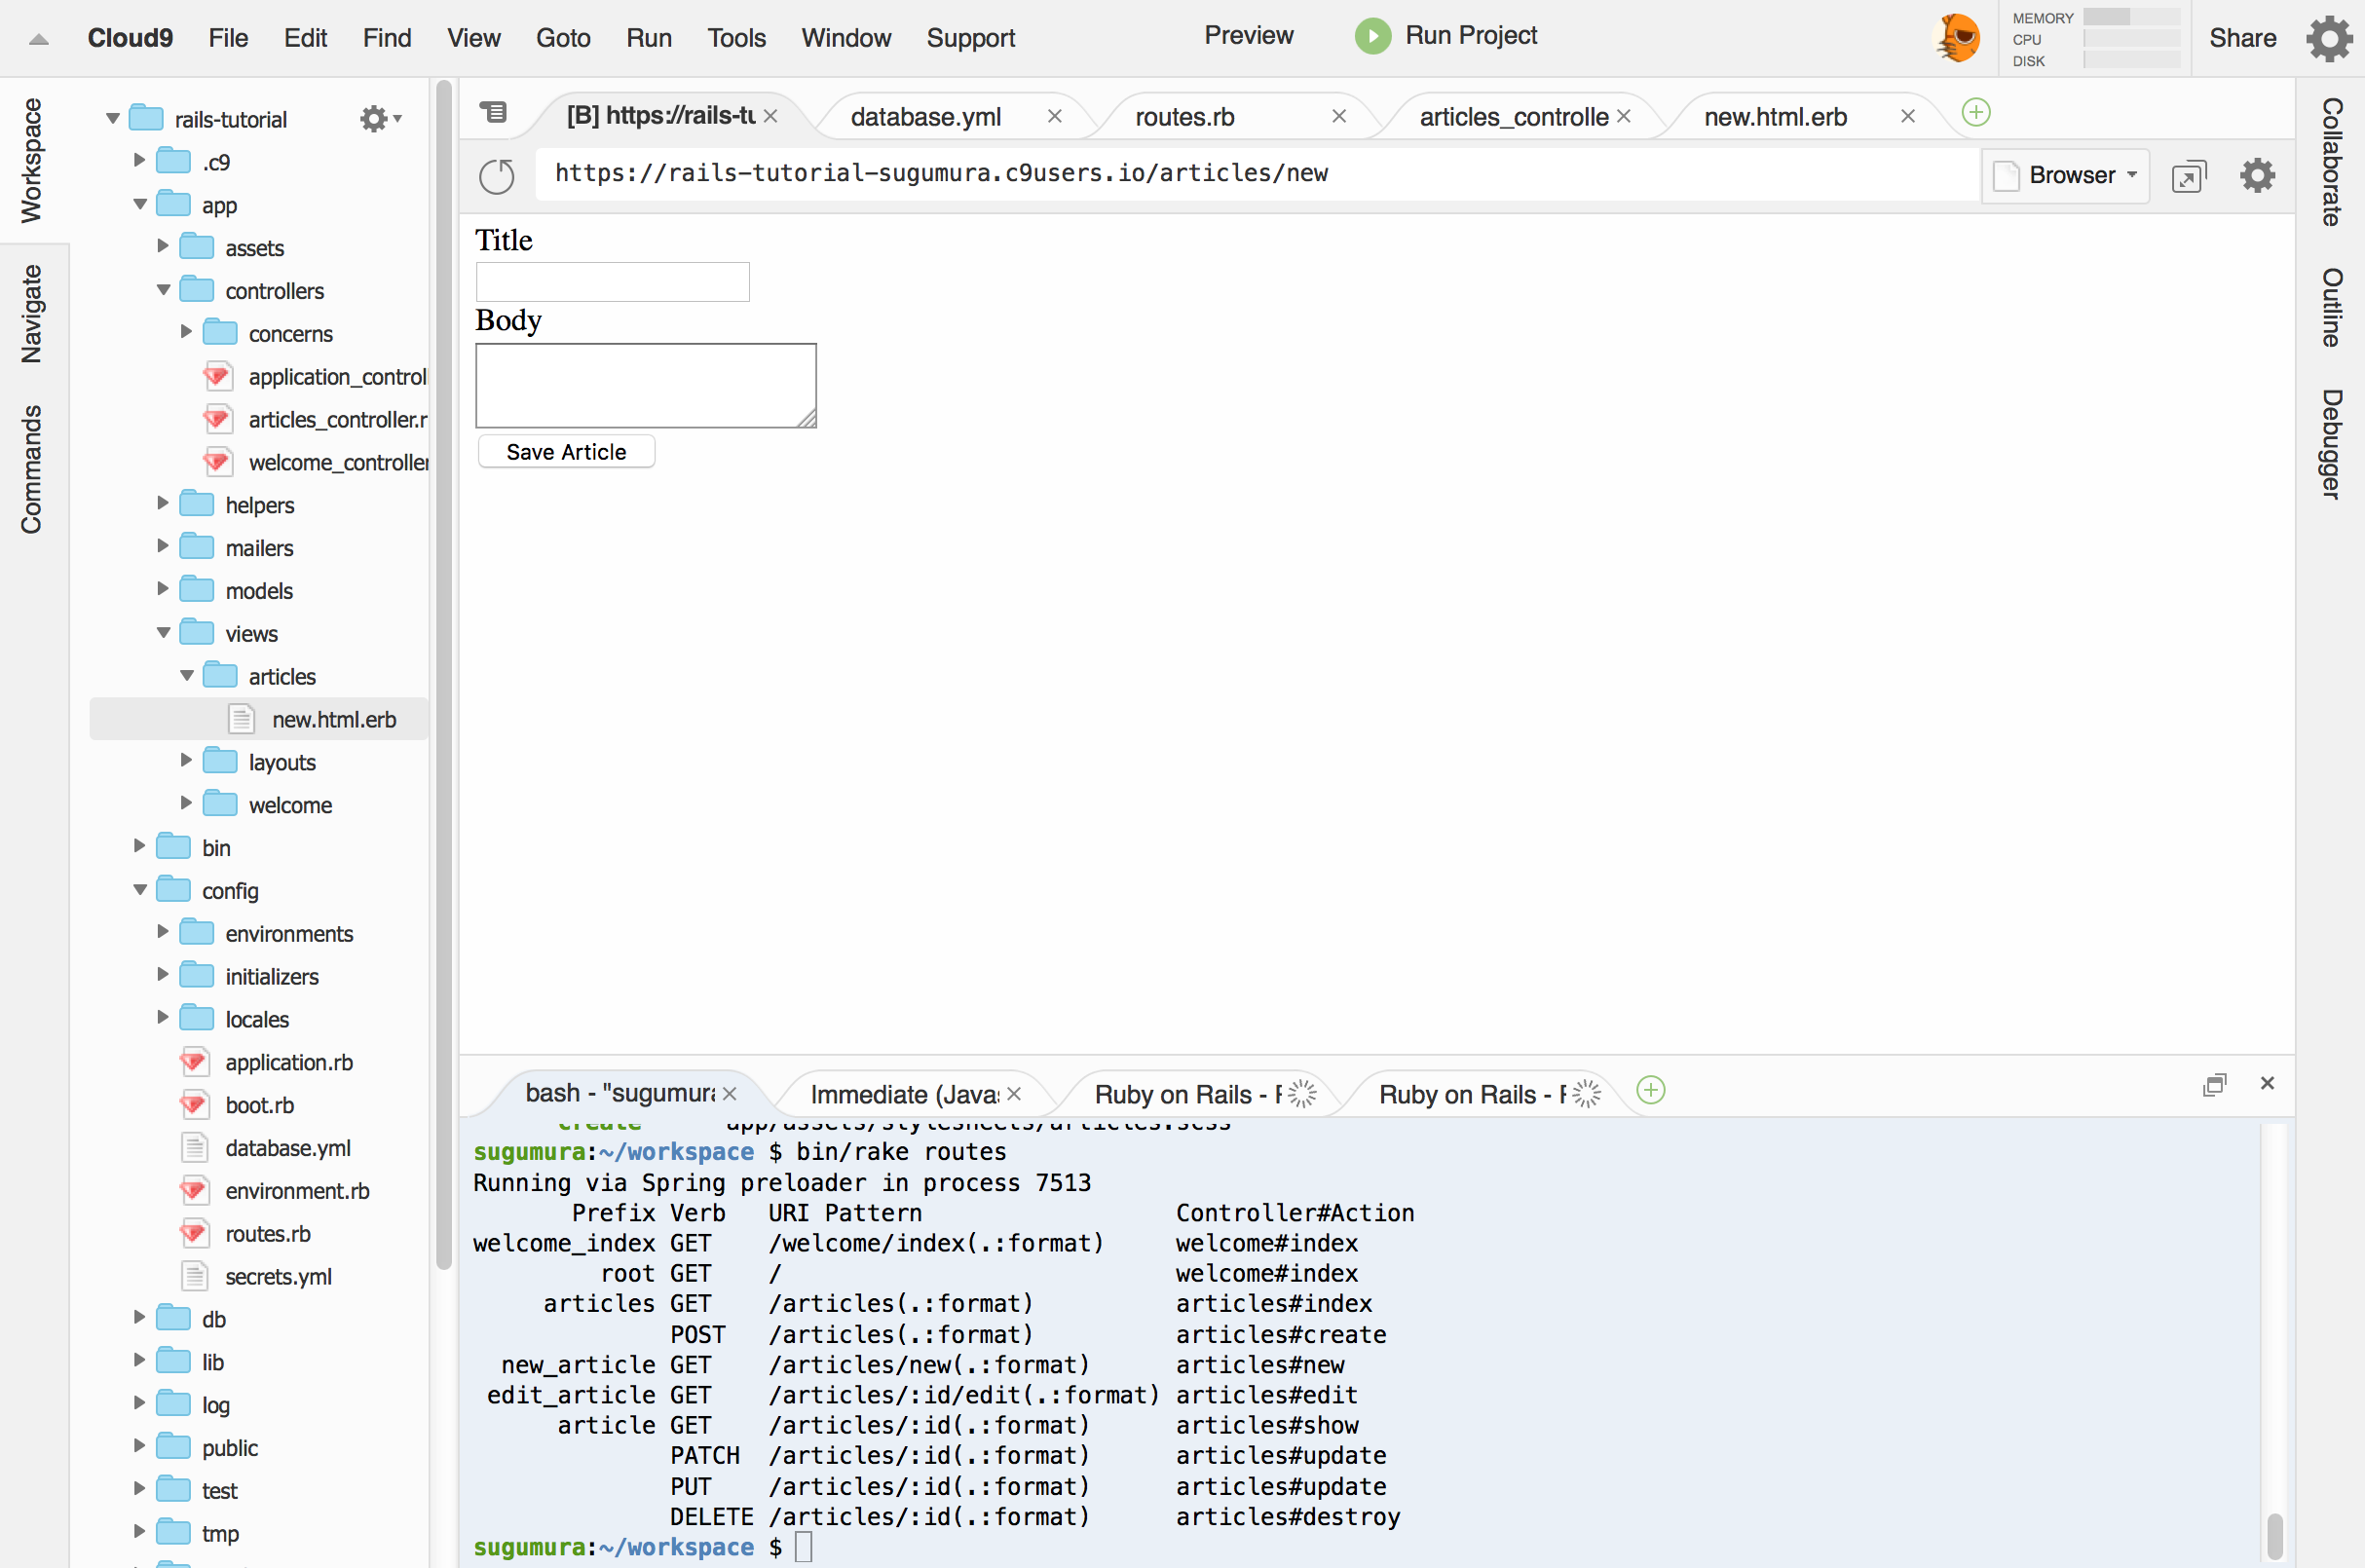 Cloud9 File Edit Find View Goto Run Tools Window Support Preview Run Project MEMORY CPU DISK Share
Workspace
Navigate
Commands
rails-tutorial
.c9
app
assets
controllers
concerns
application_control
articles_controller.r
welcome_controller
helpers
mailers
models
views
articles
new.html.erb
layouts
welcome
bin
config
environments
initializers
locales
application.rb
boot.rb
database.yml
environment.rb
routes.rb
secrets.yml
db
lib
log
public
test
tmp
[B] https://rails-tu database.yml routes.rb articles_controlle new.html.erb
https://rails-tutorial-sugumura.c9users.io/articles/new Browser
Title
Body
Save Article
Collaborate
Outline
Debugger
bash - "sugumura Immediate (Javas Ruby on Rails - Ruby on Rails -
create app/assets/stylesheets/articles.scss
sugumura:~/workspace $ bin/rake routes
Running via Spring preloader in process 7513
Prefix Verb URI Pattern Controller#Action
welcome_index GET /welcome/index(.:format) welcome#index
root GET / welcome#index
articles GET /articles(.:format) articles#index
POST /articles(.:format) articles#create
new_article GET /articles/new(.:format) articles#new
edit_article GET /articles/:id/edit(.:format) articles#edit
article GET /articles/:id(.:format) articles#show
PATCH /articles/:id(.:format) articles#update
PUT /articles/:id(.:format) articles#update
DELETE /articles/:id(.:format) articles#destroy
sugumura:~/workspace $